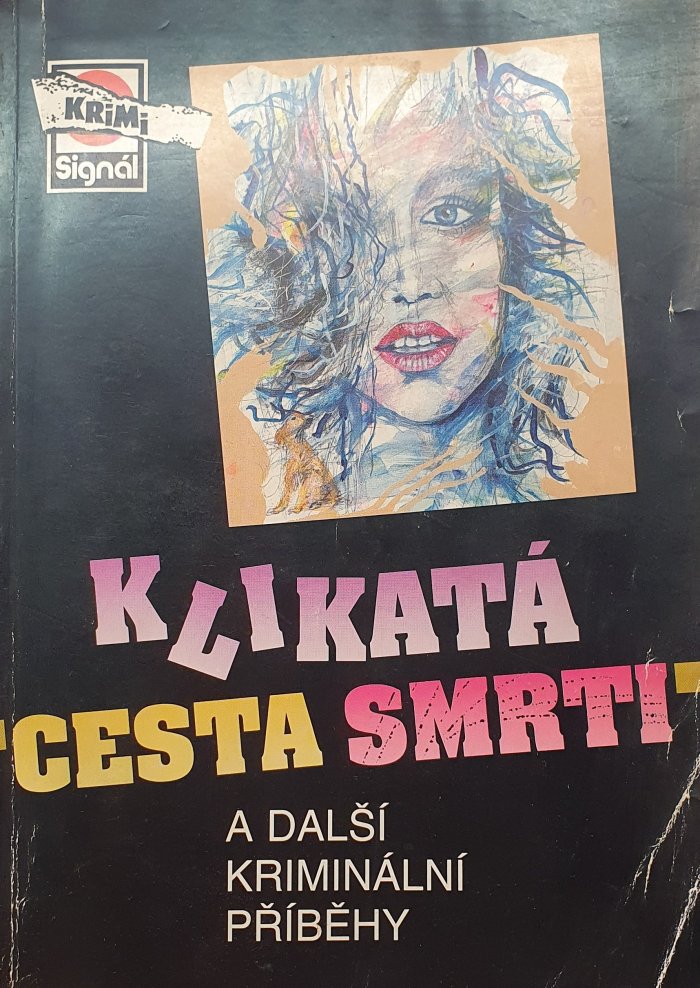 KRIMI
Signál
KLIKATÁ
CESTA SMRTI
A DALŠÍ
KRIMINÁLNÍ
PŘÍBĚHY